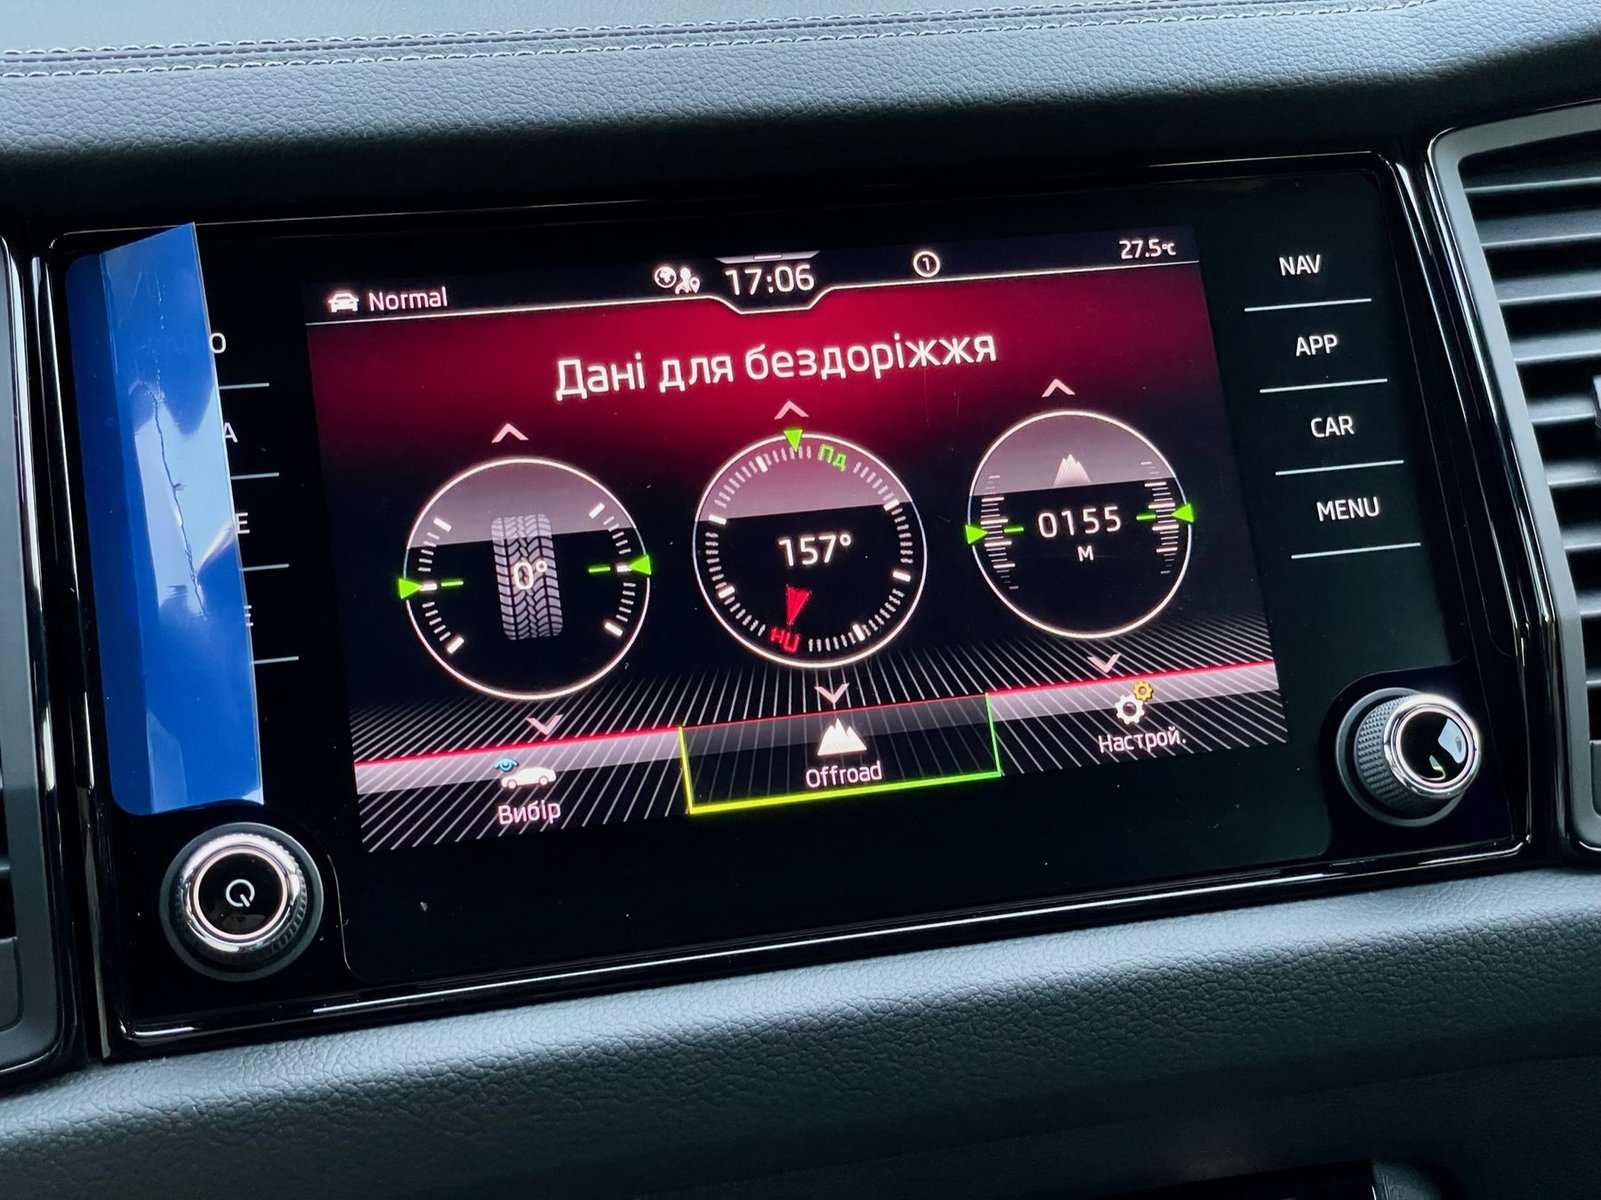 Normal
17:06
1
27.5°C
Дані для бездоріжжя
0°
Пд
157°
Пн
0155
м
Вибір
Offroad
Настрой.
NAV
APP
CAR
MENU